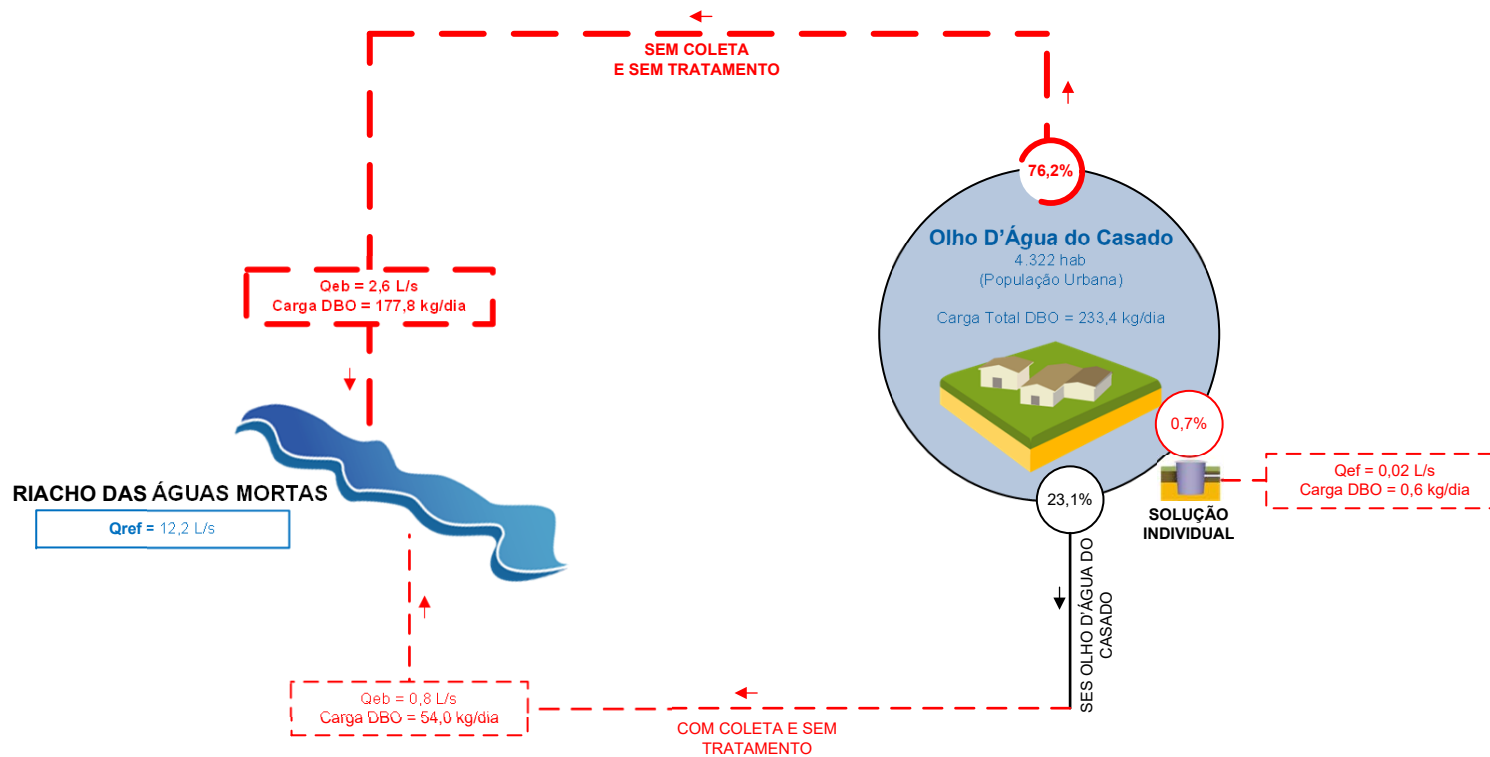 SEM COLETA
E SEM TRATAMENTO
76,2%
Olho D'Água do Casado
4.322 hab
(População Urbana)
Carga Total DBO = 233,4 kg/dia
Qeb = 2,6 L/s
Carga DBO = 177,8 kg/dia
0,7%
Qef = 0,02 L/s
Carga DBO = 0,6 kg/dia
RIACHO DAS ÁGUAS MORTAS
Qref = 12,2 L/s
23,1%
SOLUÇÃO
INDIVIDUAL
SES OLHO D'ÁGUA DO
CASADO
Qeb = 0,8 L/s
Carga DBO = 54,0 kg/dia
COM COLETA E SEM
TRATAMENTO